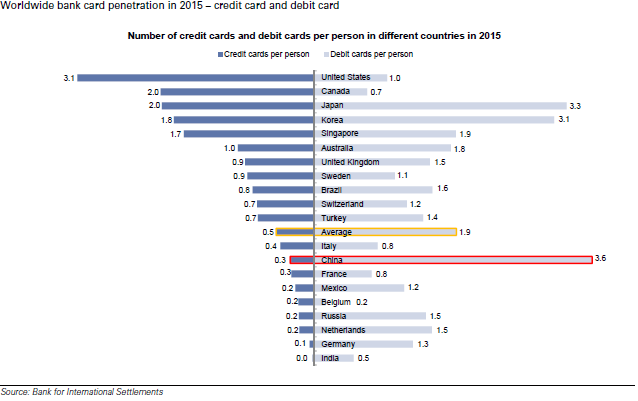 Worldwide bank card penetration in 2015 – credit card and debit card
Number of credit cards and debit cards per person in different countries in 2015
Credit cards per person Debit cards per person
3.1 United States 1.0
2.0 Canada 0.7
2.0 Japan 3.3
1.8 Korea 3.1
1.7 Singapore 1.9
1.0 Australia 1.8
0.9 United Kingdom 1.5
0.9 Sweden 1.1
0.8 Brazil 1.6
0.7 Switzerland 1.2
0.7 Turkey 1.4
0.5 Average 1.9
0.4 Italy 0.8
0.3 China 3.6
0.3 France 0.8
0.2 Mexico 1.2
0.2 Belgium 0.2
0.2 Russia 1.5
0.2 Netherlands 1.5
0.1 Germany 1.3
0.0 India 0.5
Source: Bank for International Settlements